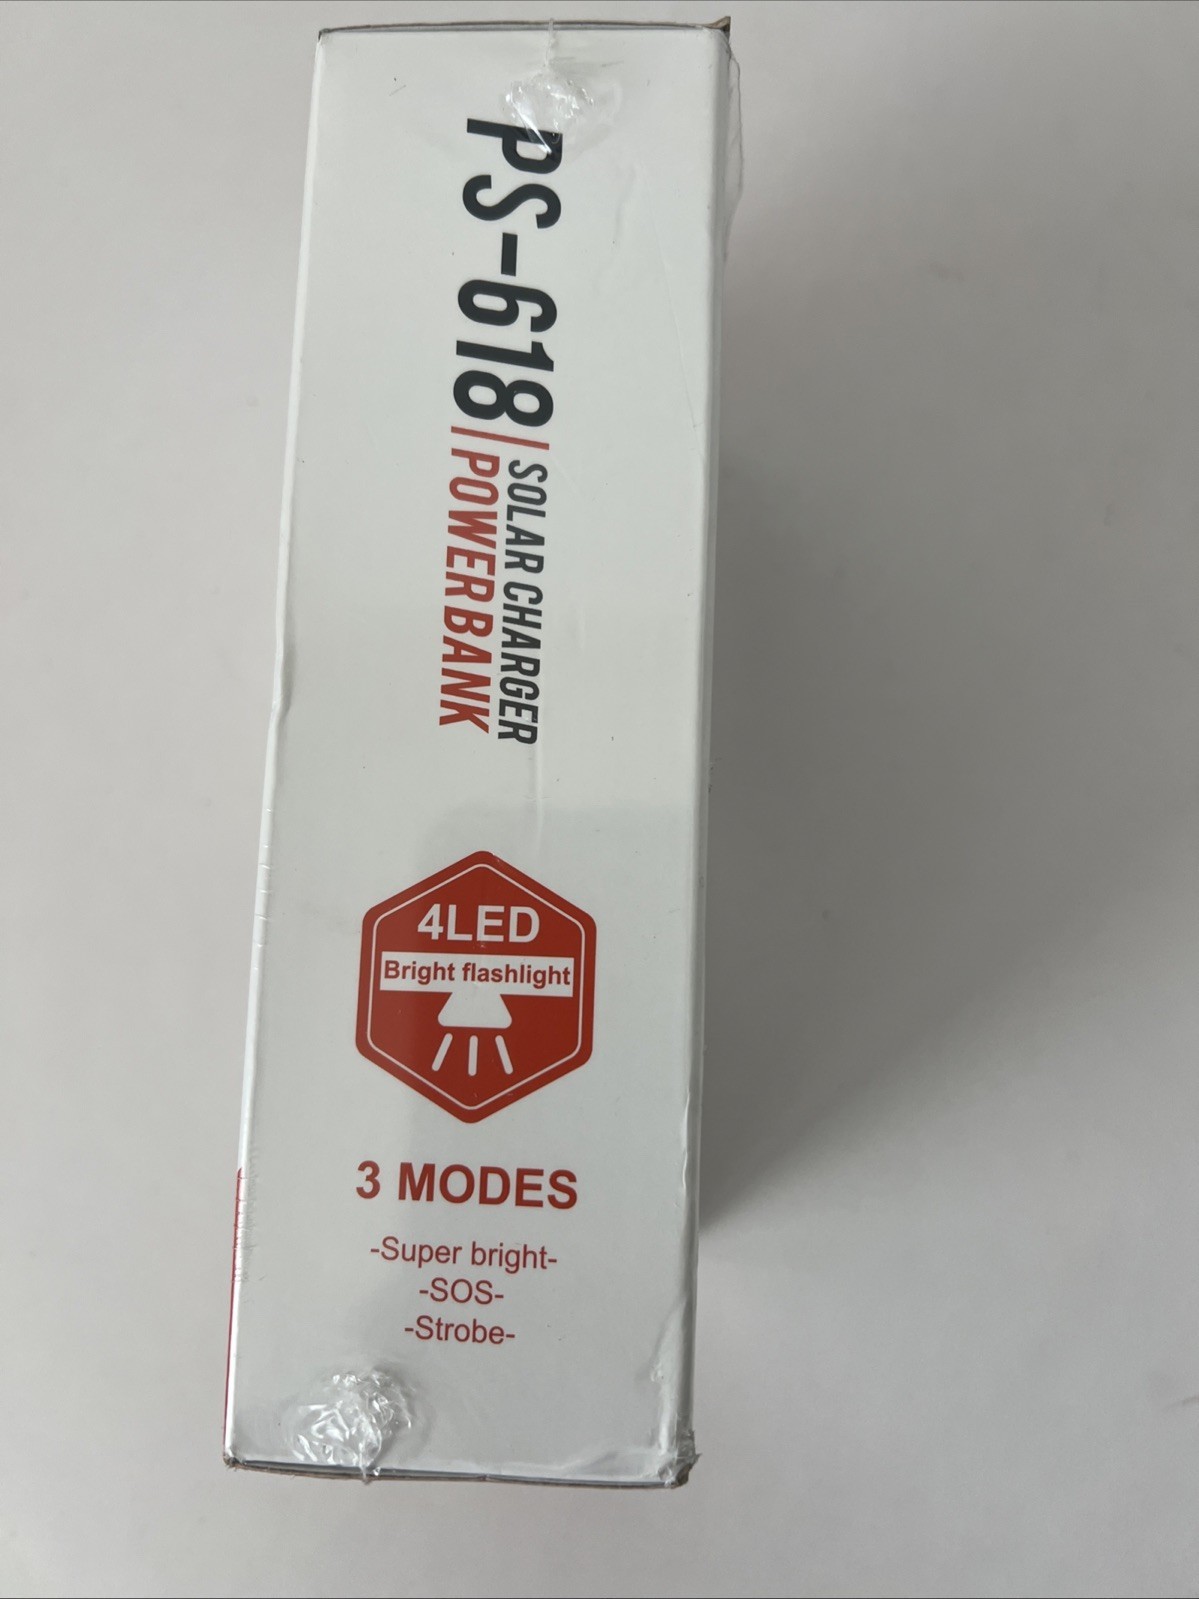 PS-618
SOLAR CHARGER
POWER BANK
4LED
Bright flashlight
3 MODES
-Super bright-
-SOS-
-Strobe-